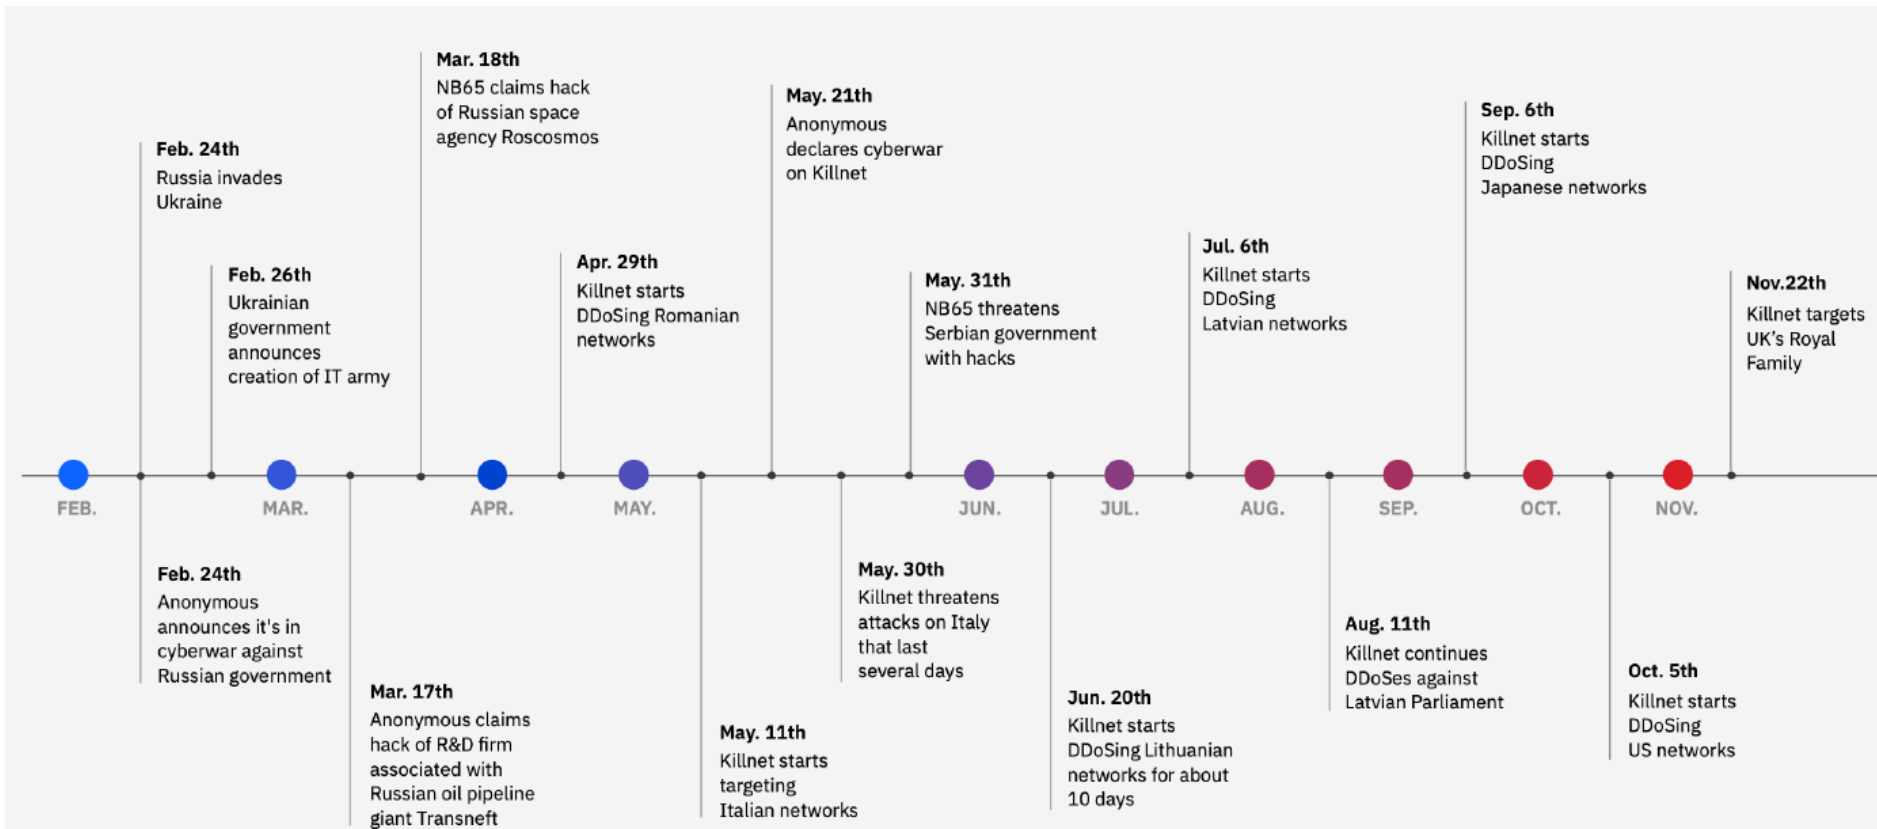 Mar. 18th
NB65 claims hack
of Russian space
agency Roscosmos
May. 21th
Anonymous
declares cyberwar
on Killnet
Sep. 6th
Killnet starts
DDoSing
Japanese networks
Feb. 24th
Russia invades
Ukraine
Feb. 26th
Ukrainian
government
announces
creation of IT army
Apr. 29th
Killnet starts
DDoSing Romanian
networks
May. 31th
NB65 threatens
Serbian government
with hacks
Jul. 6th
Killnet starts
DDoSing
Latvian networks
Nov.22th
Killnet targets
UK's Royal
Family
FEB.
MAR.
APR.
MAY.
JUN.
JUL.
AUG.
SEP.
OCT.
NOV.
Feb. 24th
Anonymous
announces it's in
cyberwar against
Russian government
Mar. 17th
Anonymous claims
hack of R&D firm
associated with
Russian oil pipeline
giant Transneft
May. 11th
Killnet starts
targeting
Italian networks
May. 30th
Killnet threatens
attacks on Italy
that last
several days
Jun. 20th
Killnet starts
DDoSing Lithuanian
networks for about
10 days
Aug. 11th
Killnet continues
DDoSes against
Latvian Parliament
Oct. 5th
Killnet starts
DDoSing
US networks